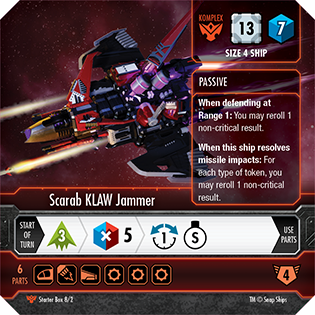 KOMPLEX
13
7
SIZE 4 SHIP
PASSIVE
When defending at
Range 1: You may reroll 1
non-critical result.
When this ship resolves
missile impacts: For
each type of token, you
may reroll 1 non-critical
result.
Scarab KLAW Jammer
START
OF
TURN
3
5
1
S
USE
PARTS
6
PARTS
4
Starter Box 8/2
TM © Snap Ships